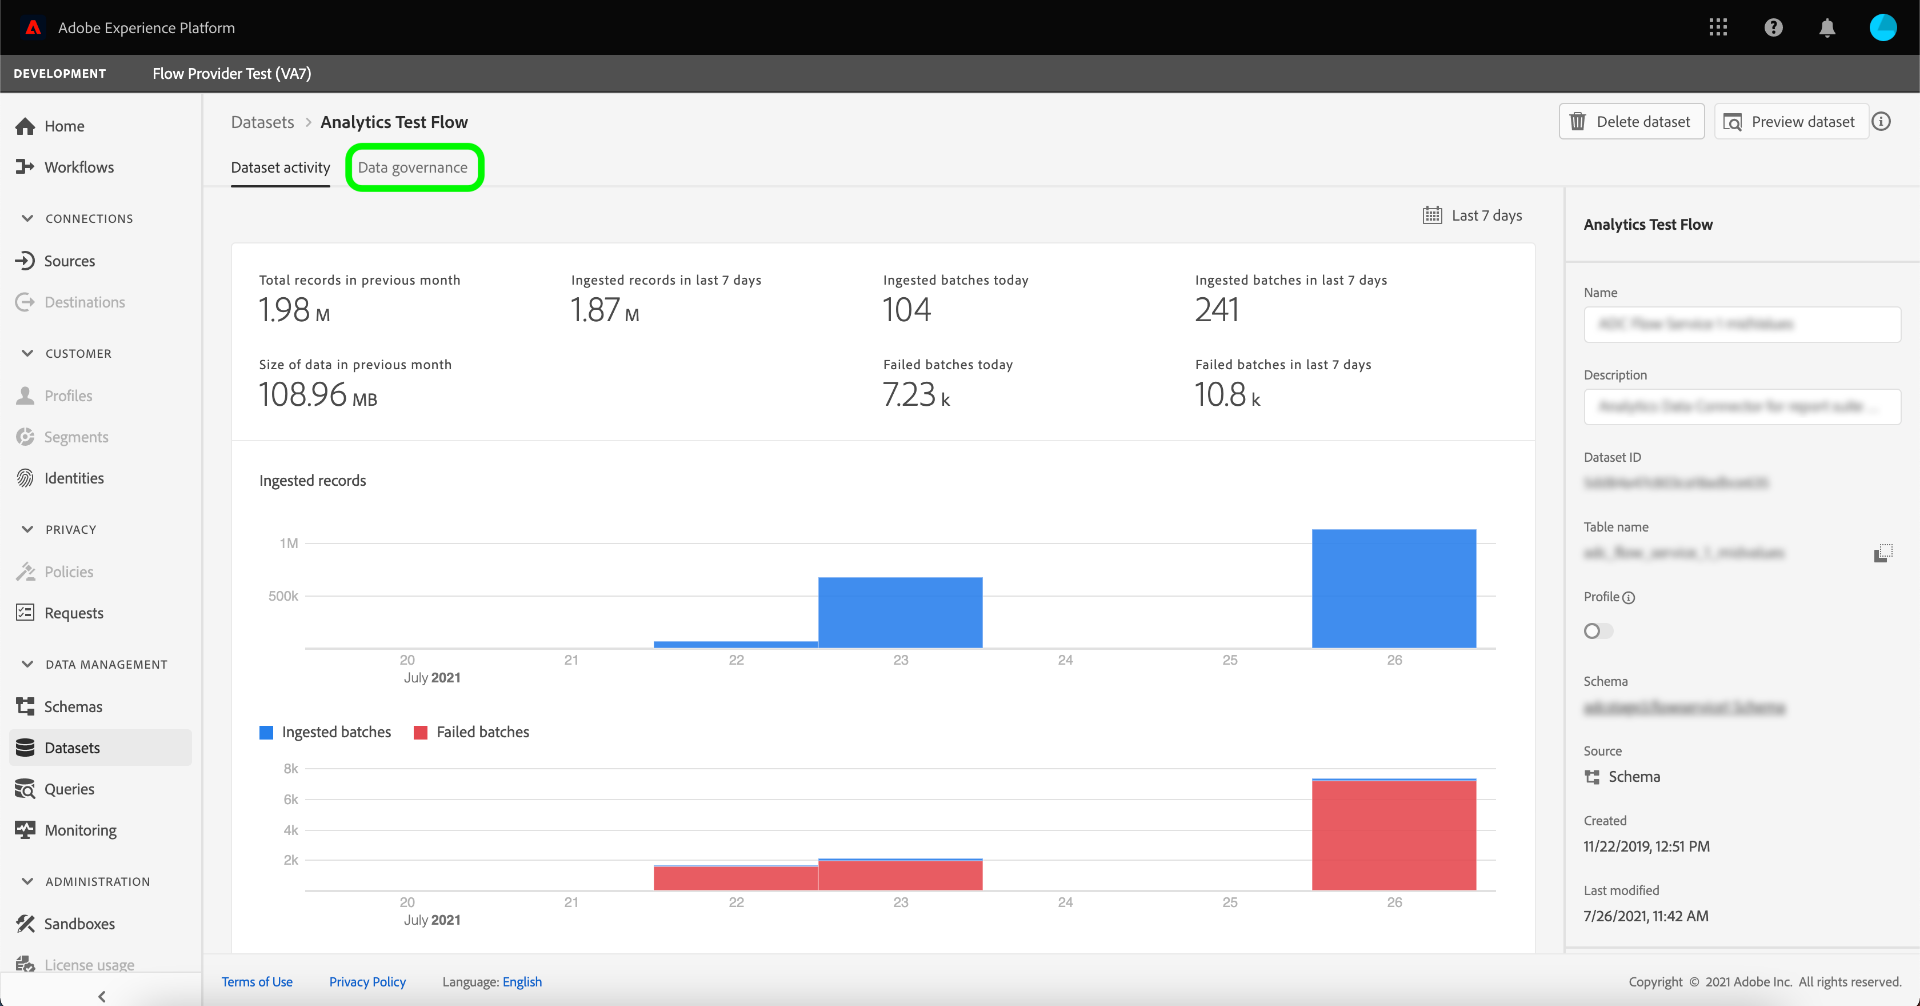 Adobe Experience Platform
DEVELOPMENT
Flow Provider Test (VA7)
Home
Workflows
CONNECTIONS
Sources
Destinations
CUSTOMER
Profiles
Segments
Identities
PRIVACY
Policies
Requests
DATA MANAGEMENT
Schemas
Datasets
Queries
Monitoring
ADMINISTRATION
Sandboxes
License usage
Datasets > Analytics Test Flow
Delete dataset
Preview dataset
Dataset activity
Data governance
Last 7 days
Total records in previous month
1.98 M
Ingested records in last 7 days
1.87 M
Ingested batches today
104
Ingested batches in last 7 days
241
Size of data in previous month
108.96 MB
Failed batches today
7.23 k
Failed batches in last 7 days
10.8 k
Ingested records
1M
500k
20 21 22 23 24 25 26
July 2021
Ingested batches
Failed batches
8k
6k
4k
2k
20 21 22 23 24 25 26
July 2021
Analytics Test Flow
Name
Description
Dataset ID
Table name
Profile
Schema
Source
Schema
Created
11/22/2019, 12:51 PM
Last modified
7/26/2021, 11:42 AM
Terms of Use
Privacy Policy
Language: English
Copyright © 2021 Adobe Inc. All rights reserved.